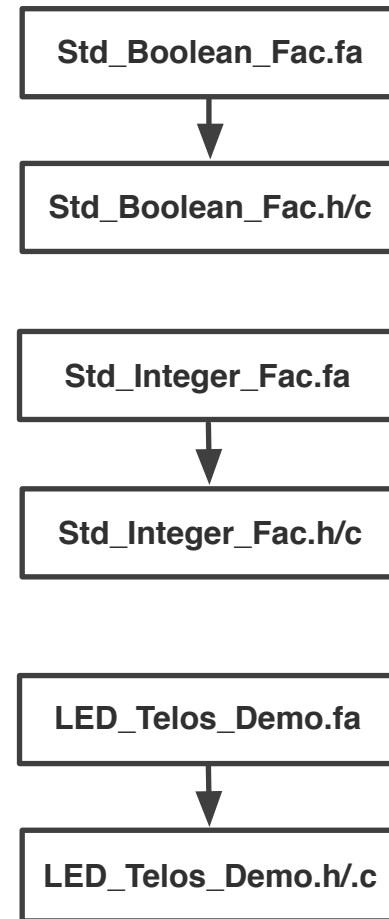 Std_Boolean_Fac.fa
Std_Boolean_Fac.h/c
Std_Integer_Fac.fa
Std_Integer_Fac.h/c
LED_Telos_Demo.fa
LED_Telos_Demo.h/.c